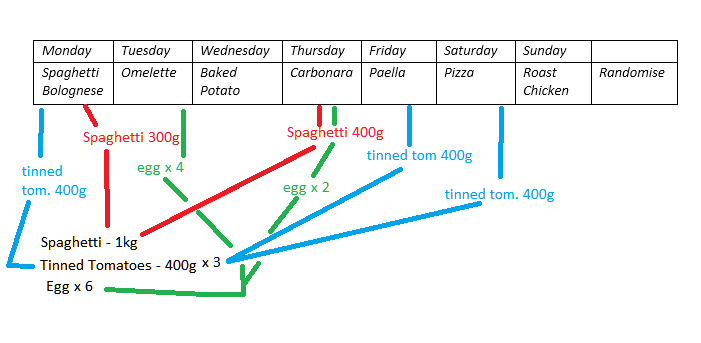 Monday Tuesday Wednesday Thursday Friday Saturday Sunday
Spaghetti Omelette Baked Carbonara Paella Pizza Roast Randomise
Bolognese Potato Chicken
Spaghetti 300g Spaghetti 400g
tinned egg x 4 tinned tom 400g
tom. 400g egg x 2 tinned tom. 400g
Spaghetti - 1kg
Tinned Tomatoes - 400g x 3
Egg x 6